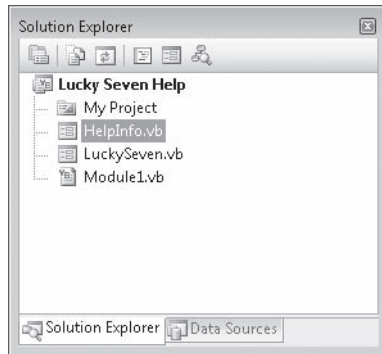 Solution Explorer
Lucky Seven Help
My Project
HelpInfo.vb
LuckySeven.vb
Module1.vb
Solution Explorer Data Sources